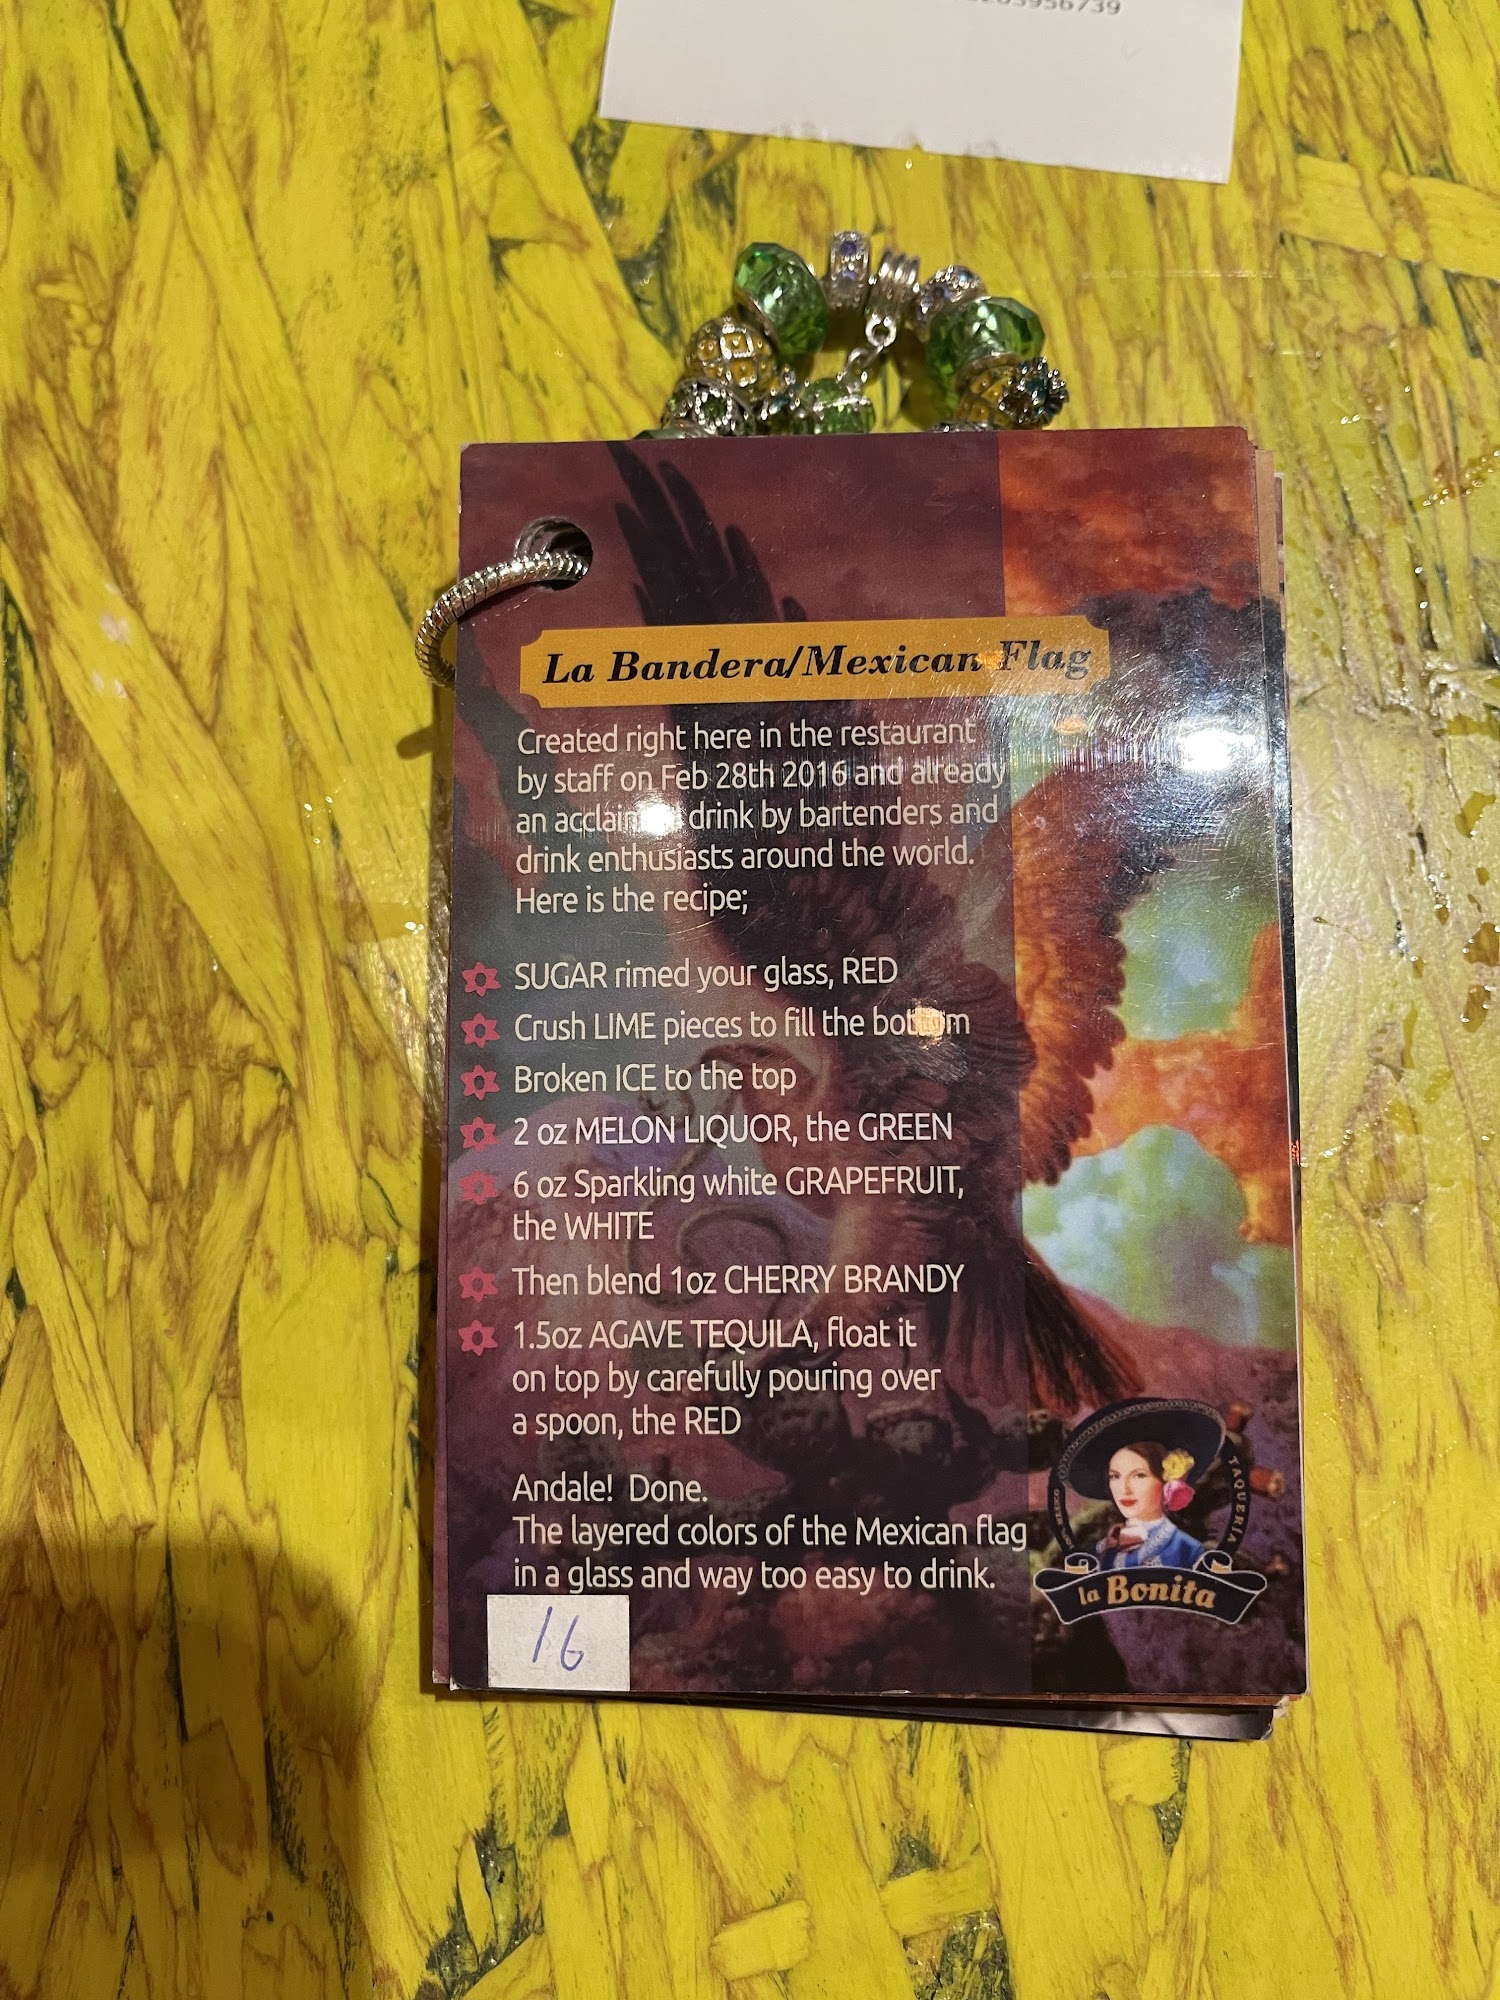 La Bandera/Mexican Flag
Created right here in the restaurant
by staff on Feb 28th 2016 and already
an drink by bartenders and
drink enthusiasts around the world.
Here is the recipe;
SUGAR rimed your glass, RED
Crush LIME pieces to fill the bottom
Broken ICE to the top
2 oz MELON LIQUOR, the GREEN
6 oz Sparkling white GRAPEFRUIT,
the WHITE
Then blend 1oz CHERRY BRANDY
1.5oz AGAVE TEQUILA, float it
on top by carefully pouring over
a spoon, the RED
Andale! Done.
The layered colors of the Mexican flag
in a glass and way too easy to drink.
TAQUERIA
la Bonita
16